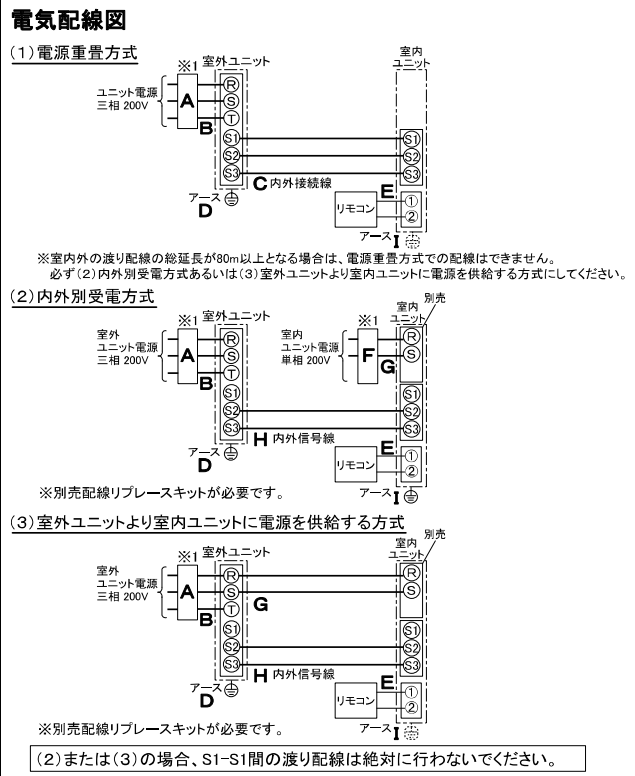 電気配線図
(1)電源重畳方式
※1
室外ユニット
室内
ユニット
ユニット電源
三相 200V
A
B
R
S
T
S1
S2
S3
S1
S2
S3
C 内外接続線
アース
D
リモコン
E
①
②
アース I
※室内外の渡り配線の総延長が80m以上となる場合は、電源重畳方式での配線はできません。
必ず(2)内外別受電方式あるいは(3)室外ユニットより室内ユニットに電源を供給する方式にしてください。
(2)内外別受電方式
※1
室外ユニット
※1
室内
ユニット
別売
室外
ユニット電源
三相 200V
A
B
R
S
T
S1
S2
S3
室内
ユニット電源
単相 200V
F
G
R
S
S1
S2
S3
H 内外信号線
アース
D
リモコン
E
①
②
アース I
※別売配線リプレースキットが必要です。
(3)室外ユニットより室内ユニットに電源を供給する方式
※1
室外ユニット
室内
ユニット
別売
室外
ユニット電源
三相 200V
A
B
R
S
T
S1
S2
S3
G
R
S
S1
S2
S3
H 内外信号線
アース
D
リモコン
E
①
②
アース I
※別売配線リプレースキットが必要です。
(2)または(3)の場合、S1-S1間の渡り配線は絶対に行わないでください。